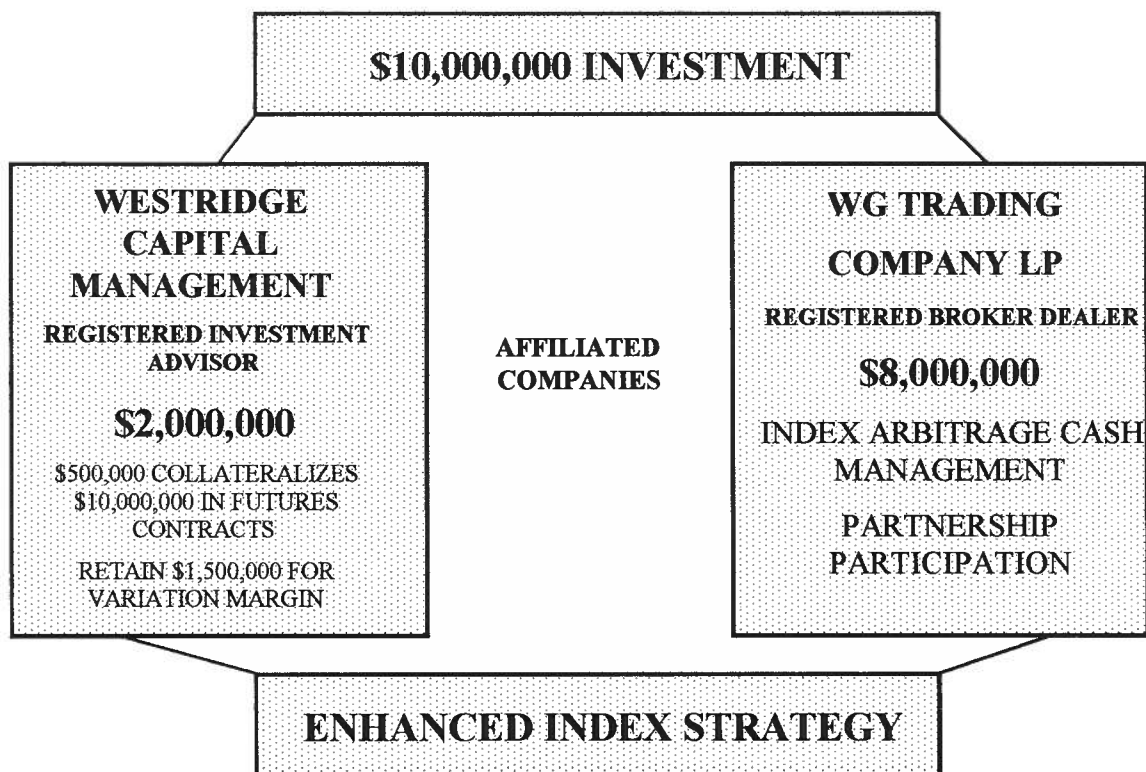 $10,000,000 INVESTMENT
WESTRIDGE
CAPITAL
MANAGEMENT
REGISTERED INVESTMENT
ADVISOR
$2,000,000
$500,000 COLLATERALIZES
$10,000,000 IN FUTURES
CONTRACTS
RETAIN $1,500,000 FOR
VARIATION MARGIN
AFFILIATED
COMPANIES
WG TRADING
COMPANY LP
REGISTERED BROKER DEALER
$8,000,000
INDEX ARBITRAGE CASH
MANAGEMENT
PARTNERSHIP
PARTICIPATION
ENHANCED INDEX STRATEGY